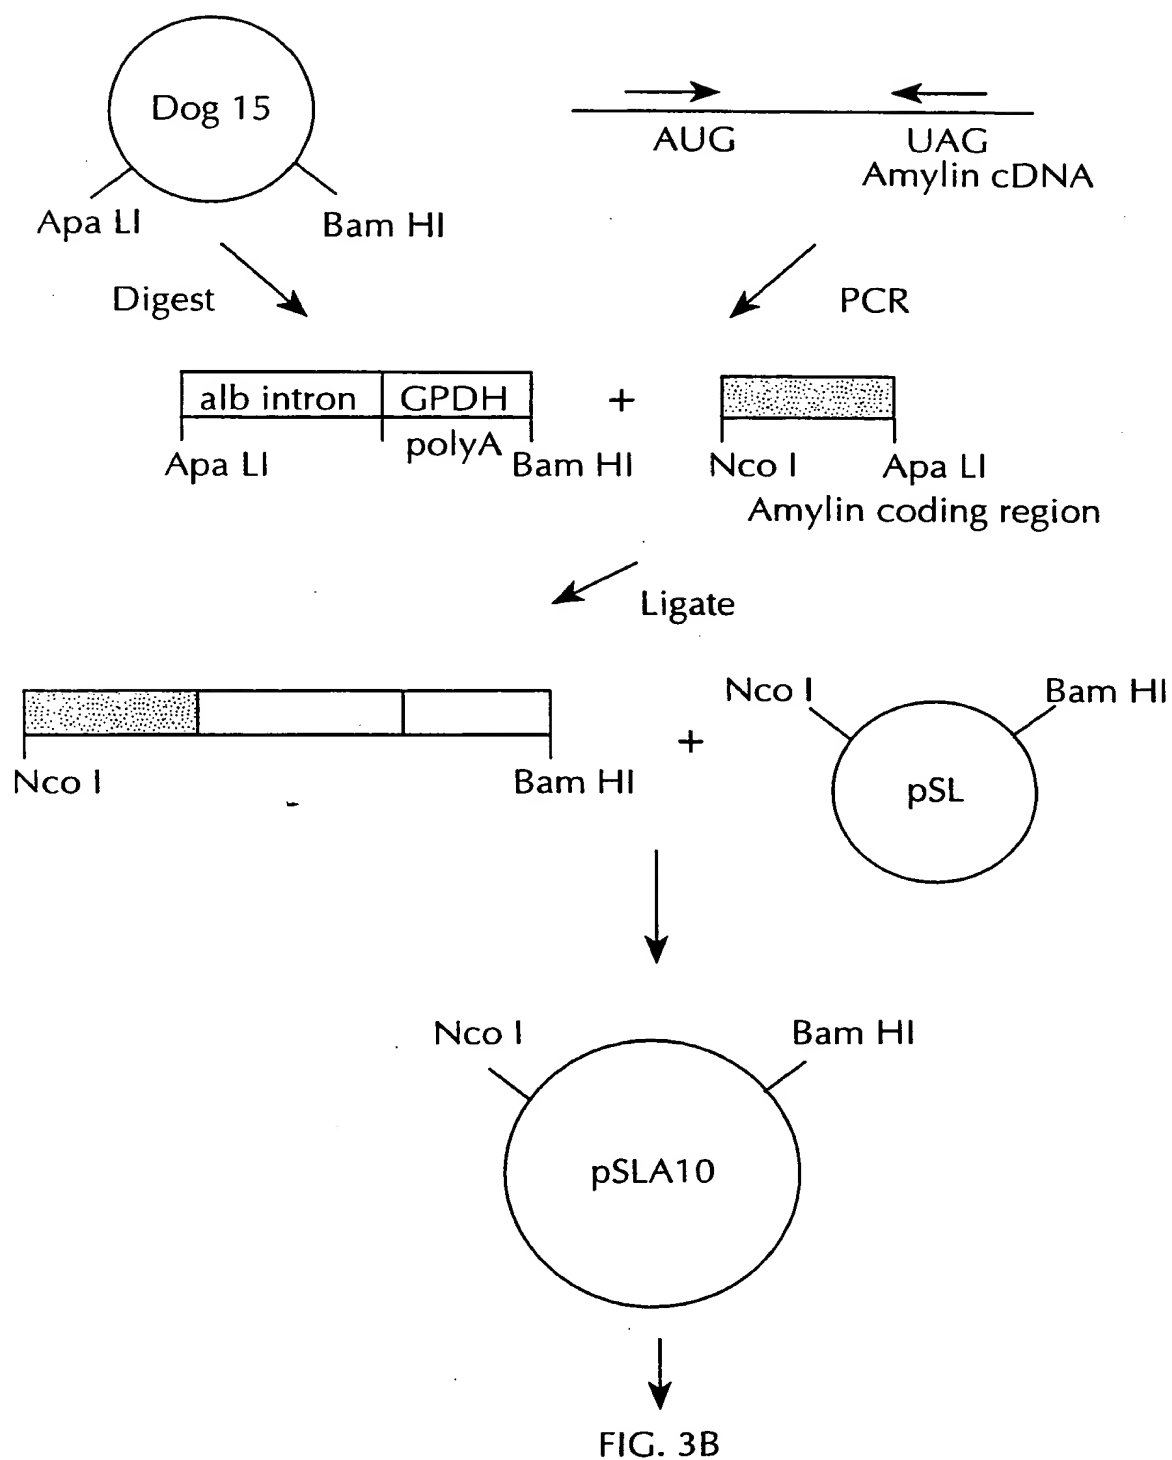 Dog 15
AUG
UAG
Amylin cDNA
Apa LI
Bam HI
Digest
PCR
alb intron
GPDH
+
polyA
Apa LI
Bam HI
Nco I
Apa LI
Amylin coding region
Ligate
Nco I
Bam HI
+
pSL
Nco I
Bam HI
Nco I
Bam HI
pSLA10
FIG. 3B